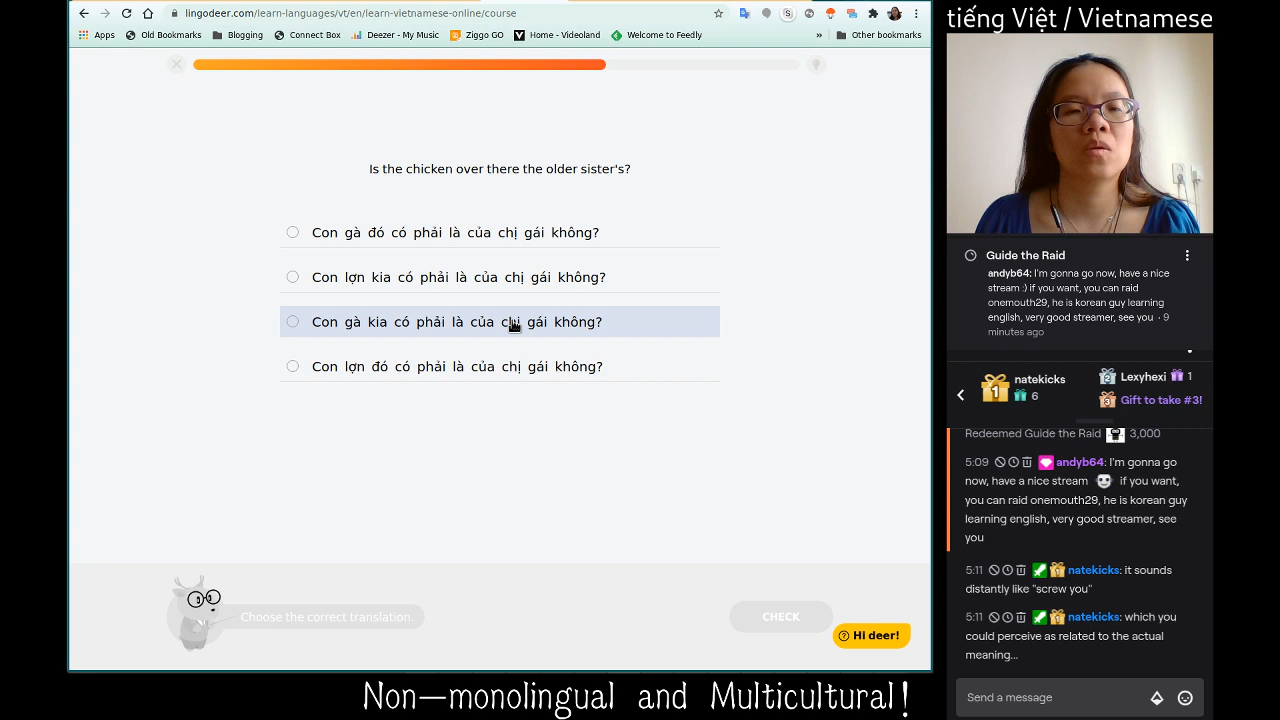 lingodeer.com/learn-languages/vt/en/learn-vietnamese-online/course
Apps Old Bookmarks Blogging Connect Box Deezer - My Music Ziggo GO Home - Videoland Welcome to Feedly » Other bookmarks
Is the chicken over there the older sister's?
Con gà đó có phải là của chị gái không?
Con lợn kia có phải là của chị gái không?
Con gà kia có phải là của chị gái không?
Con lợn đó có phải là của chị gái không?
Choose the correct translation.
CHECK
Hi deer!
Non-monolingual and Multicultural!
tiếng Việt / Vietnamese
Guide the Raid
andyb64: I'm gonna go now, have a nice
stream :) if you want, you can raid
onemouth29, he is korean guy learning
english, very good streamer, see you · 9
minutes ago
natekicks
6
Lexyhexi 1
Gift to take #3!
Redeemed Guide the Raid 3,000
5:09 andyb64: I'm gonna go
now, have a nice stream if you want,
you can raid onemouth29, he is korean guy
learning english, very good streamer, see
you
5:11 natekicks: it sounds
distantly like "screw you"
5:11 natekicks: which you
could perceive as related to the actual
meaning...
Send a message